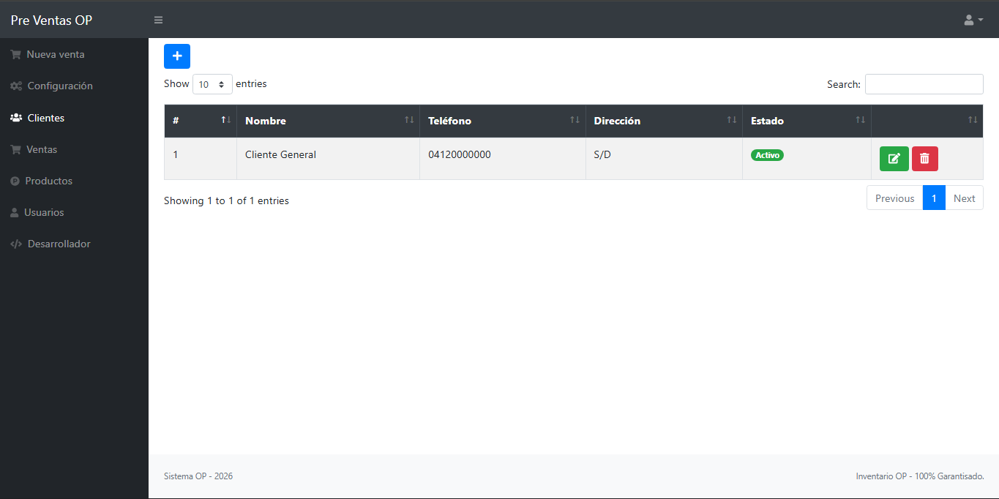 Pre Ventas OP
Nueva venta
Configuración
Clientes
Ventas
Productos
Usuarios
Desarrollador
Show 10 entries
Search:
# Nombre Teléfono Dirección Estado
1 Cliente General 04120000000 S/D Activo
Showing 1 to 1 of 1 entries
Previous 1 Next
Sistema OP - 2026
Inventario OP - 100% Garantisado.